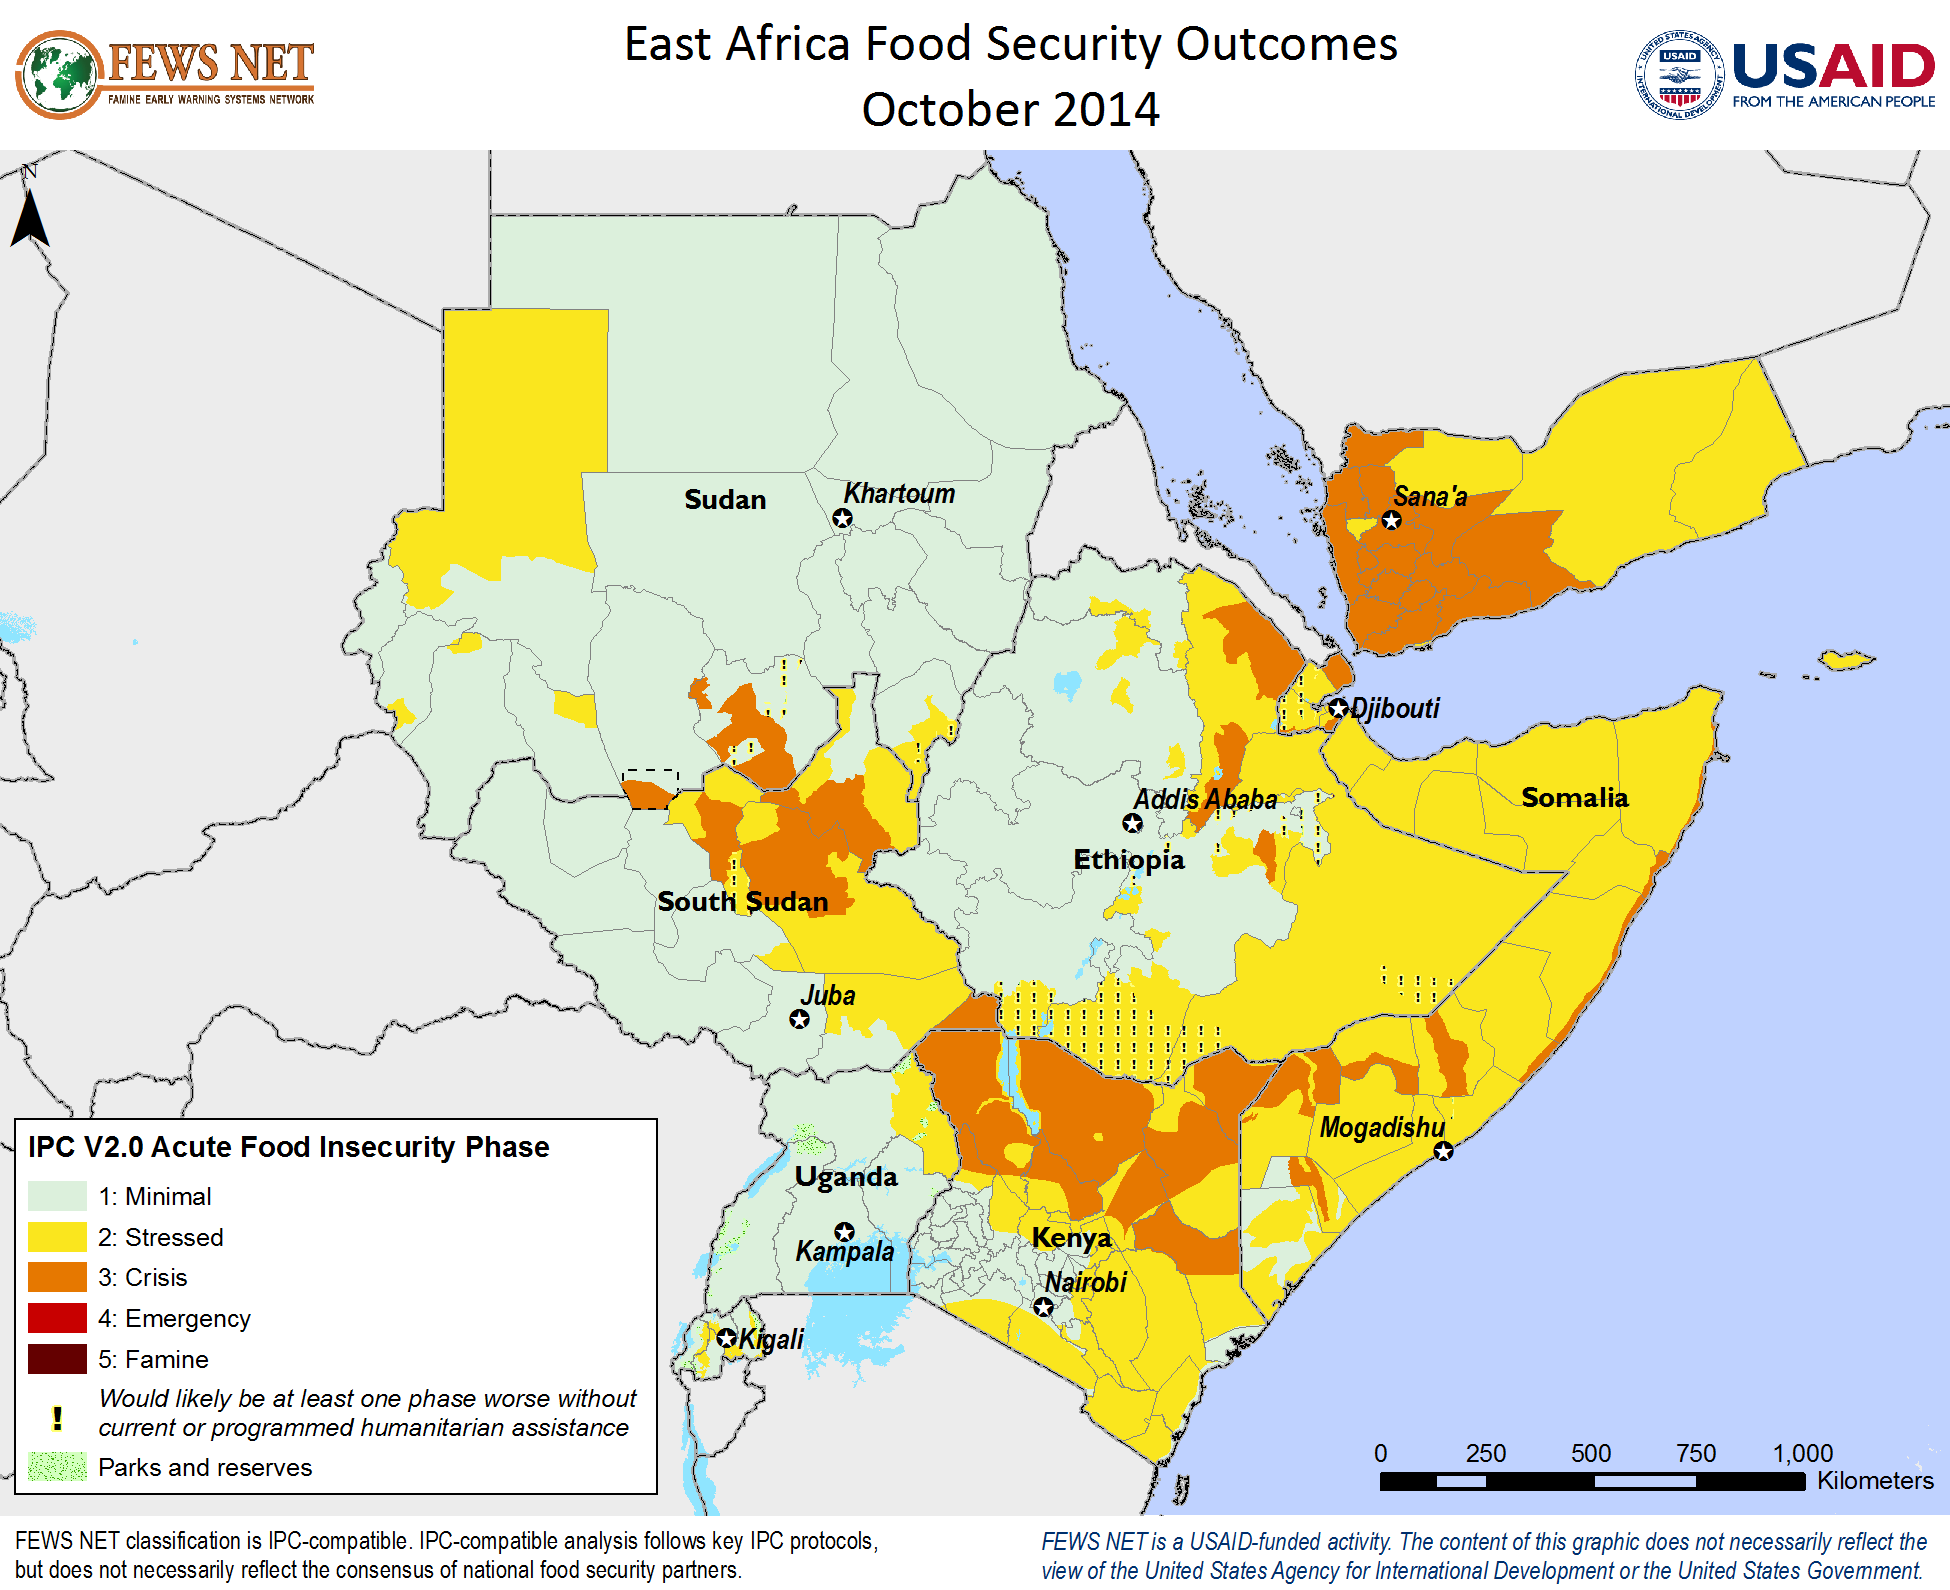 FEWS NET
FAMINE EARLY WARNING SYSTEMS NETWORK
East Africa Food Security Outcomes
October 2014
UNITED STATES AGENCY
USAID
INTERNATIONAL DEVELOPMENT
USAID
FROM THE AMERICAN PEOPLE
N
Sudan
Khartoum
Sana'a
Djibouti
Addis Ababa
Somalia
Ethiopia
South Sudan
Juba
Mogadishu
Uganda
Kenya
Kampala
Nairobi
Kigali
IPC V2.0 Acute Food Insecurity Phase
1: Minimal
2: Stressed
3: Crisis
4: Emergency
5: Famine
! Would likely be at least one phase worse without
current or programmed humanitarian assistance
Parks and reserves
0 250 500 750 1,000
Kilometers
FEWS NET classification is IPC-compatible. IPC-compatible analysis follows key IPC protocols,
but does not necessarily reflect the consensus of national food security partners.
FEWS NET is a USAID-funded activity. The content of this graphic does not necessarily reflect the
view of the United States Agency for International Development or the United States Government.